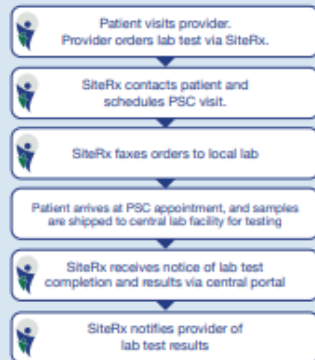 Patient visits provider.
Provider orders lab test via SiteRx.
SiteRx contacts patient and
schedules PSC visit.
SiteRx faxes orders to local lab
Patient arrives at PSC appointment, and samples
are shipped to central lab facility for testing
SiteRx receives notice of lab test
completion and results via central portal
SiteRx notifies provider of
lab test results